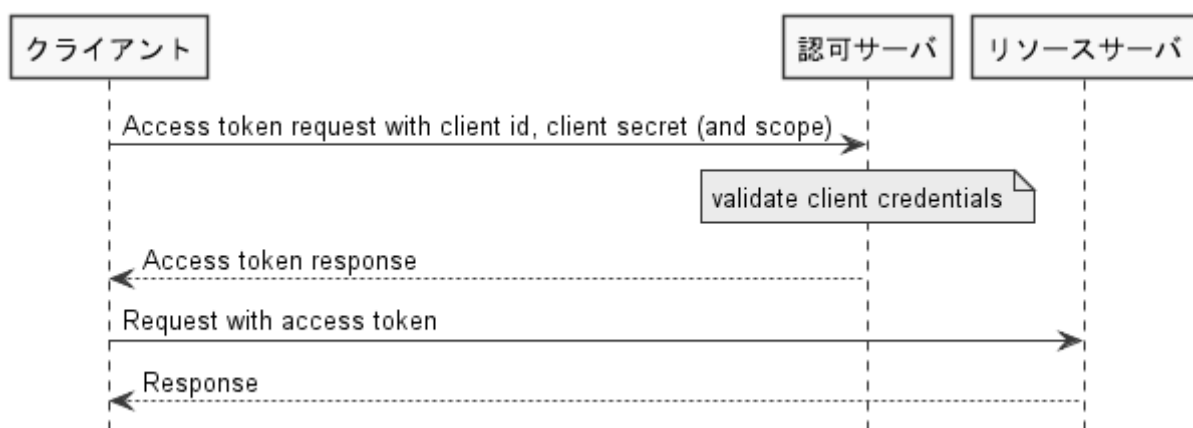 クライアント
認可サーバ
リソースサーバ
Access token request with client id, client secret (and scope)
validate client credentials
Access token response
Request with access token
Response